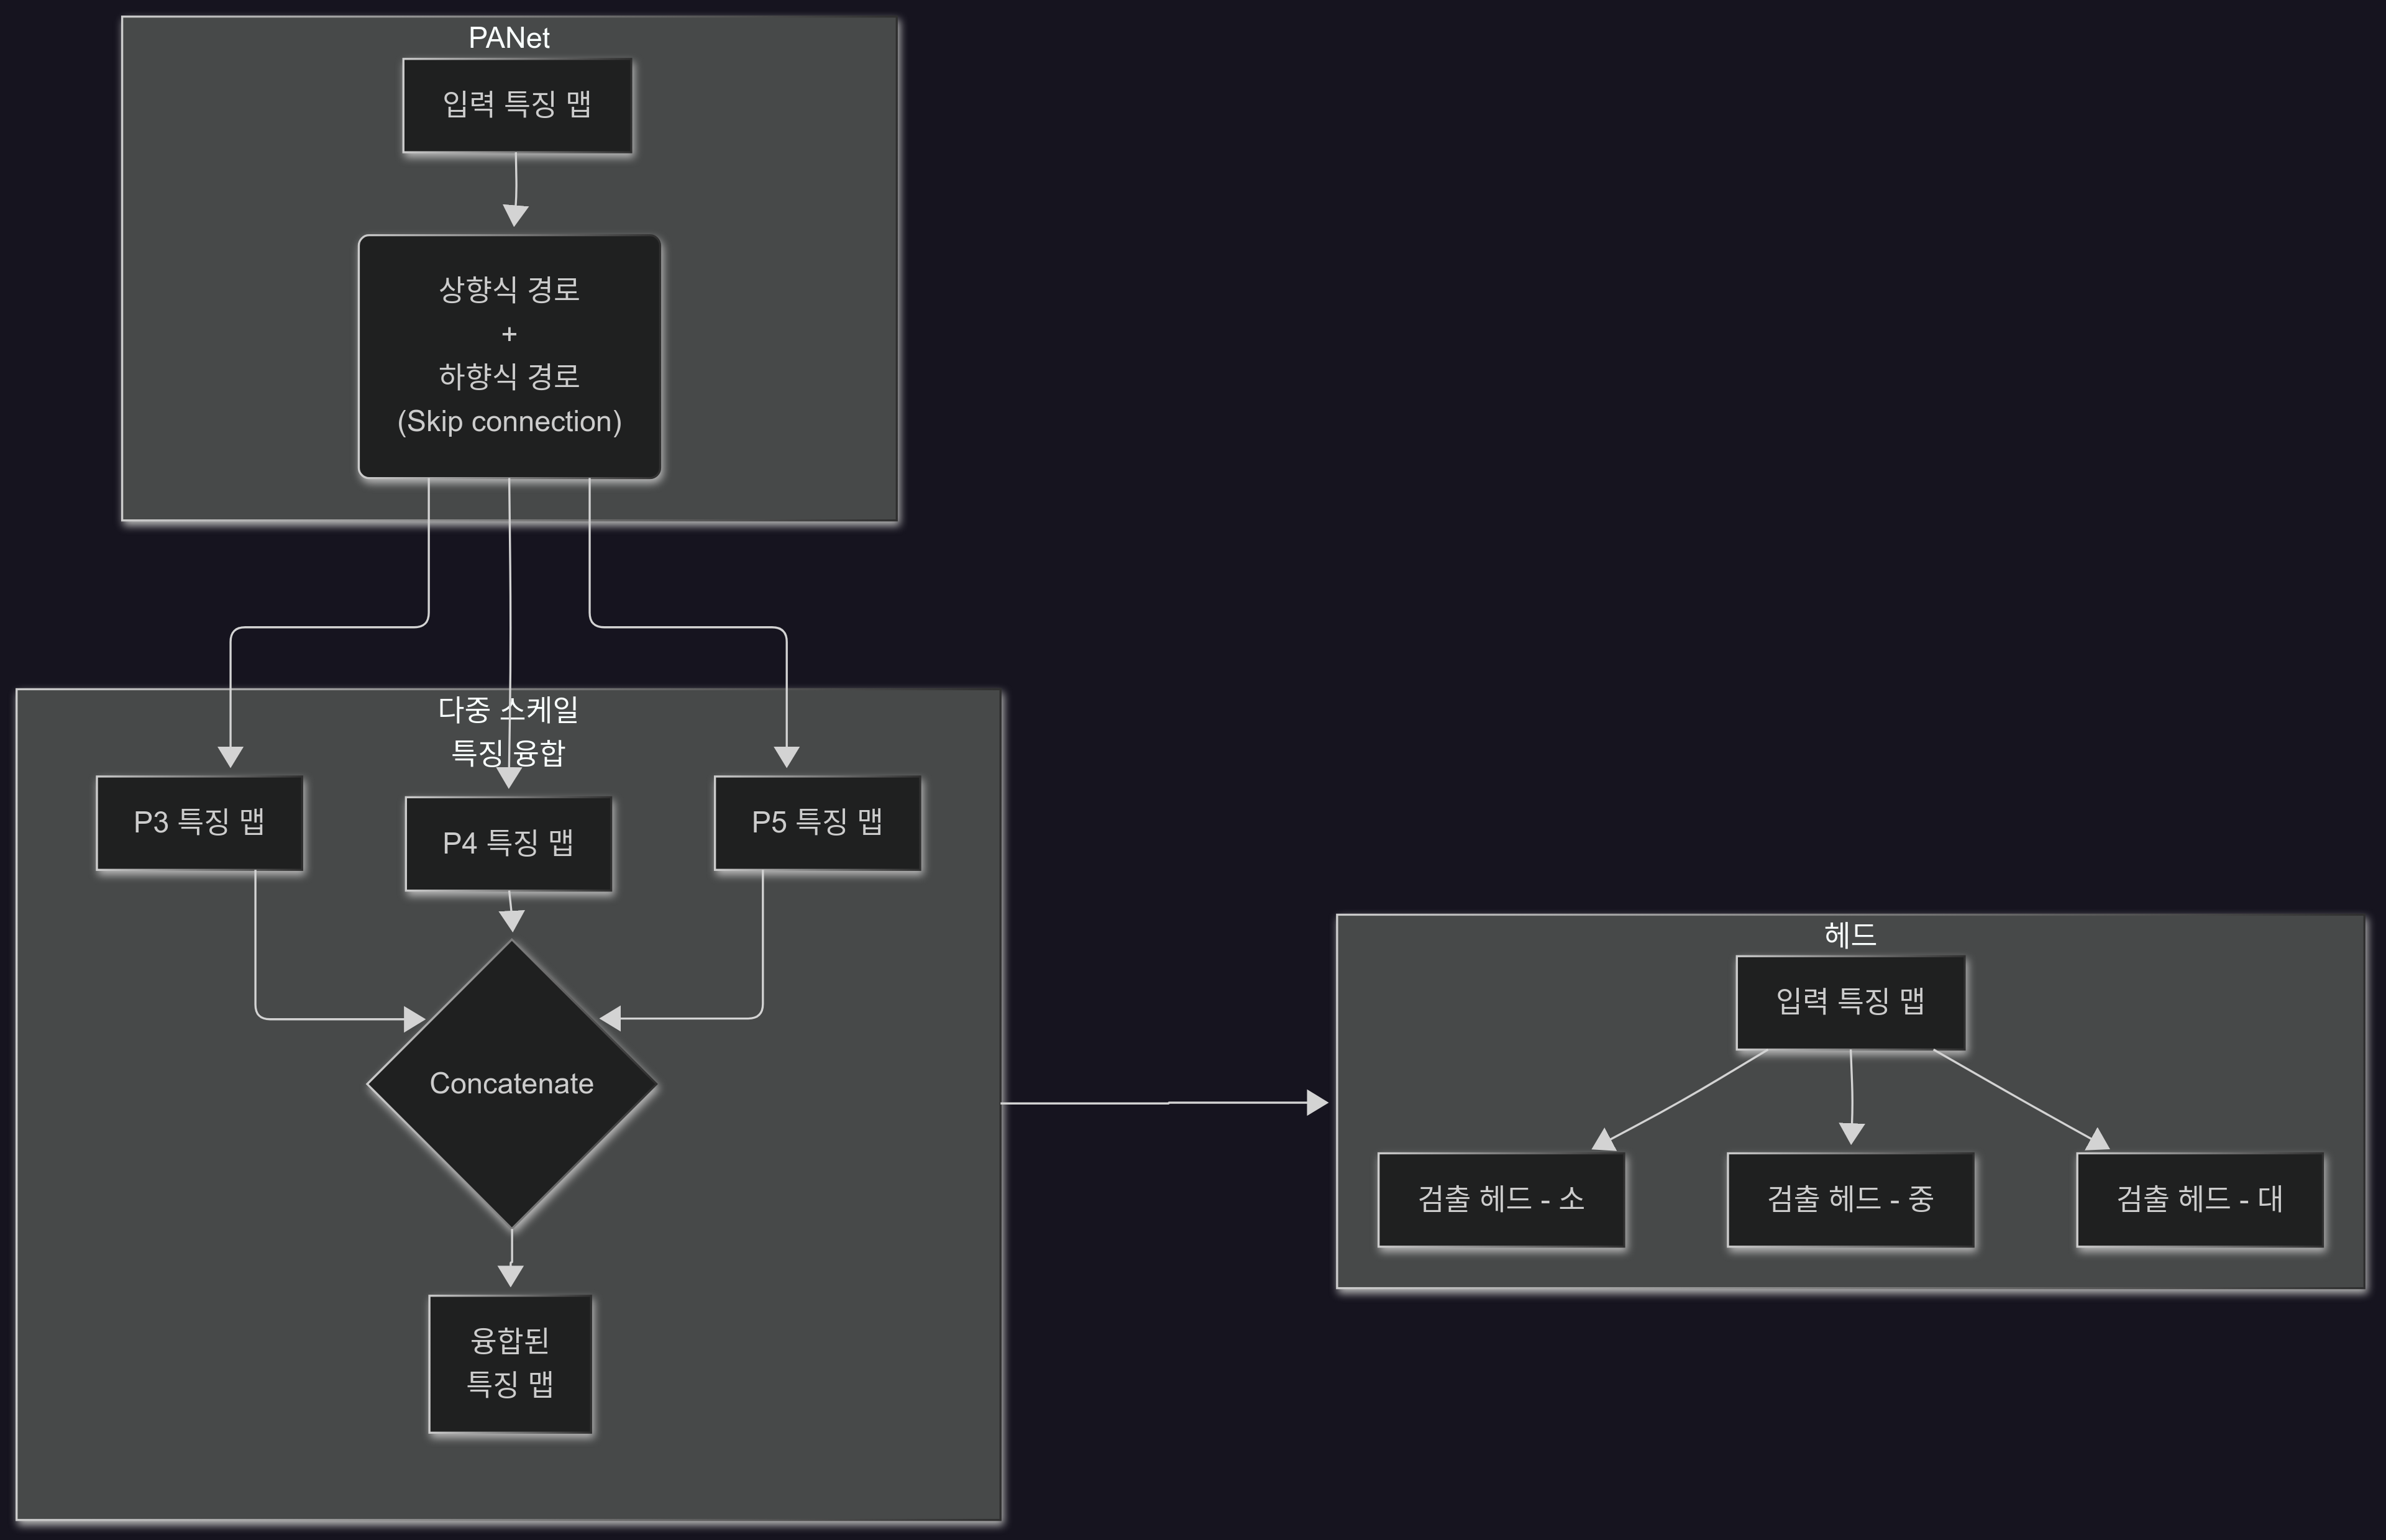 PANet
입력 특징 맵
상향식 경로
+
하향식 경로
(Skip connection)
다중 스케일
특징 융합
P3 특징 맵
P4 특징 맵
P5 특징 맵
Concatenate
융합된
특징 맵
헤드
입력 특징 맵
검출 헤드 - 소
검출 헤드 - 중
검출 헤드 - 대